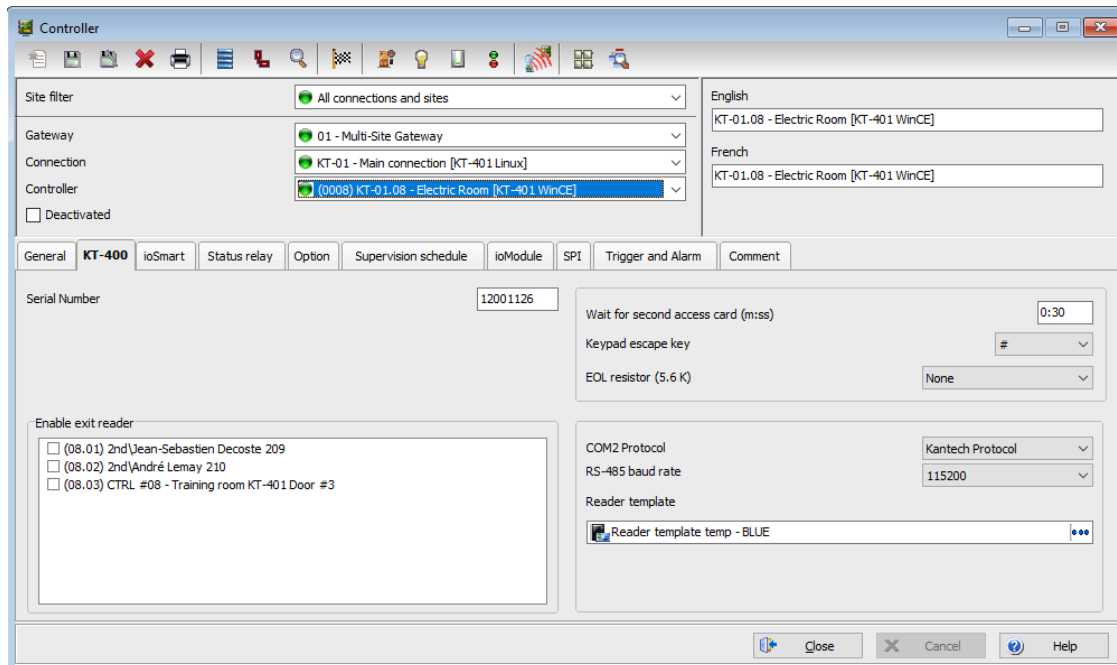 Controller
Site filter
All connections and sites
Gateway
01 - Multi-Site Gateway
Connection
KT-01 - Main connection [KT-401 Linux]
Controller
(0008) KT-01.08 - Electric Room [KT-401 WinCE]
Deactivated
English
KT-01.08 - Electric Room [KT-401 WinCE]
French
KT-01.08 - Electric Room [KT-401 WinCE]
General KT-400 ioSmart Status relay Option Supervision schedule ioModule SPI Trigger and Alarm Comment
Serial Number 12001126
Wait for second access card (m:ss) 0:30
Keypad escape key #
EOL resistor (5.6 K) None
Enable exit reader
(08.01) 2nd\Jean-Sebastien Decoste 209
(08.02) 2nd\André Lemay 210
(08.03) CTRL #08 - Training room KT-401 Door #3
COM2 Protocol Kantech Protocol
RS-485 baud rate 115200
Reader template
Reader template temp - BLUE
Close Cancel Help